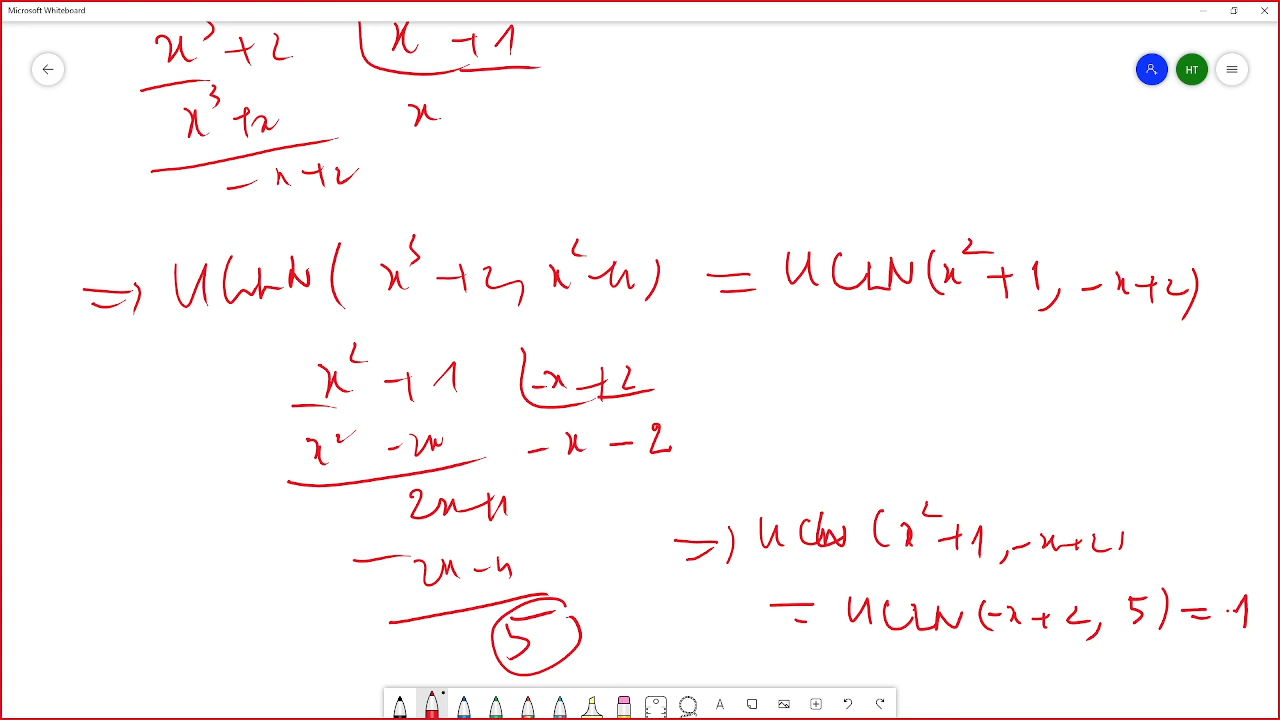 Microsoft Whiteboard
HT
x³ + 2 x + 1
x³ + x x
- x + 2
=> UCLN( x³ + 2, x² + 1) = UCLN(x² + 1, -x + 2)
x² + 1 -x + 2
x² - 2x - x - 2
2x + 1
2x - 4
5
=> UCLN (x² + 1, -x + 2)
= UCLN(-x + 2, 5) = 1
A